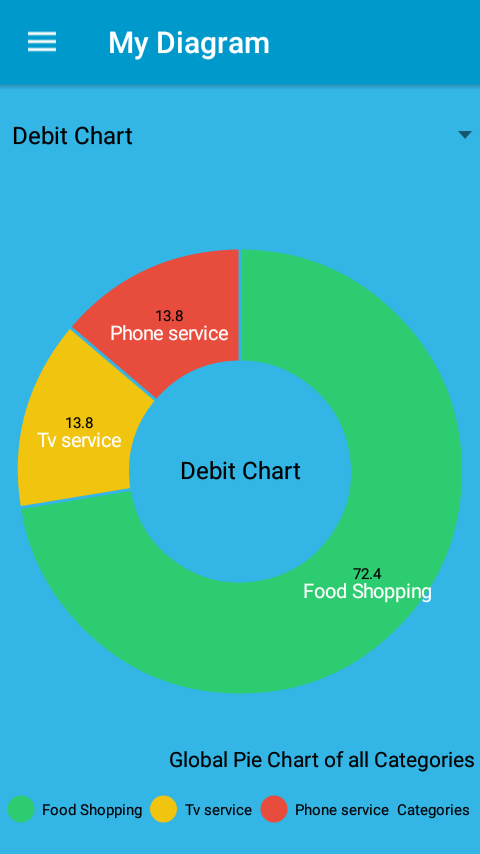 My Diagram
Debit Chart
13.8
Phone service
13.8
Tv service
Debit Chart
72.4
Food Shopping
Global Pie Chart of all Categories
Food Shopping Tv service Phone service Categories